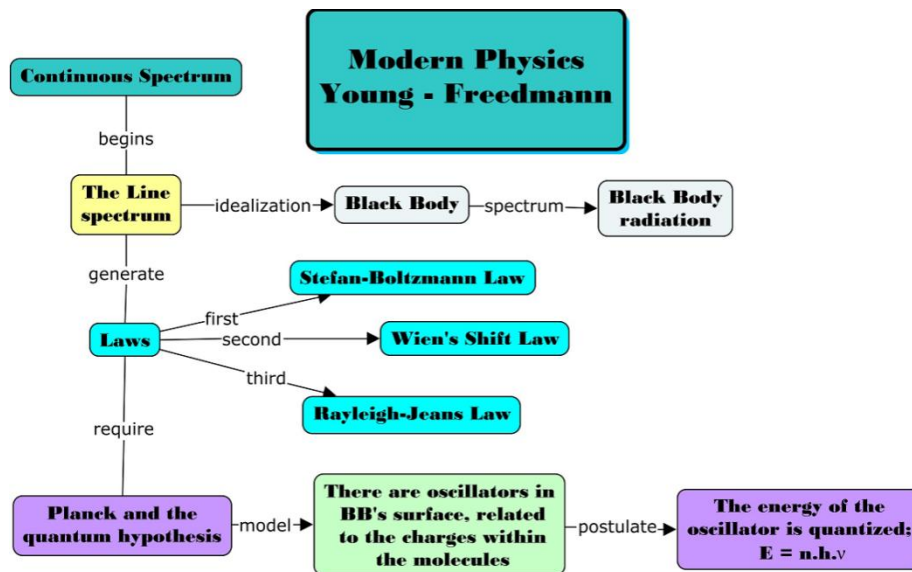 Modern Physics
Young - Freedmann
Continuous Spectrum
begins
The Line
spectrum
idealization
Black Body
spectrum
Black Body
radiation
generate
Stefan-Boltzmann Law
first
Laws
second
Wien's Shift Law
third
Rayleigh-Jeans Law
require
Planck and the
quantum hypothesis
model
There are oscillators in
BB's surface, related
to the charges within
the molecules
postulate
The energy of the
oscillator is quantized;
E = n.h.ν